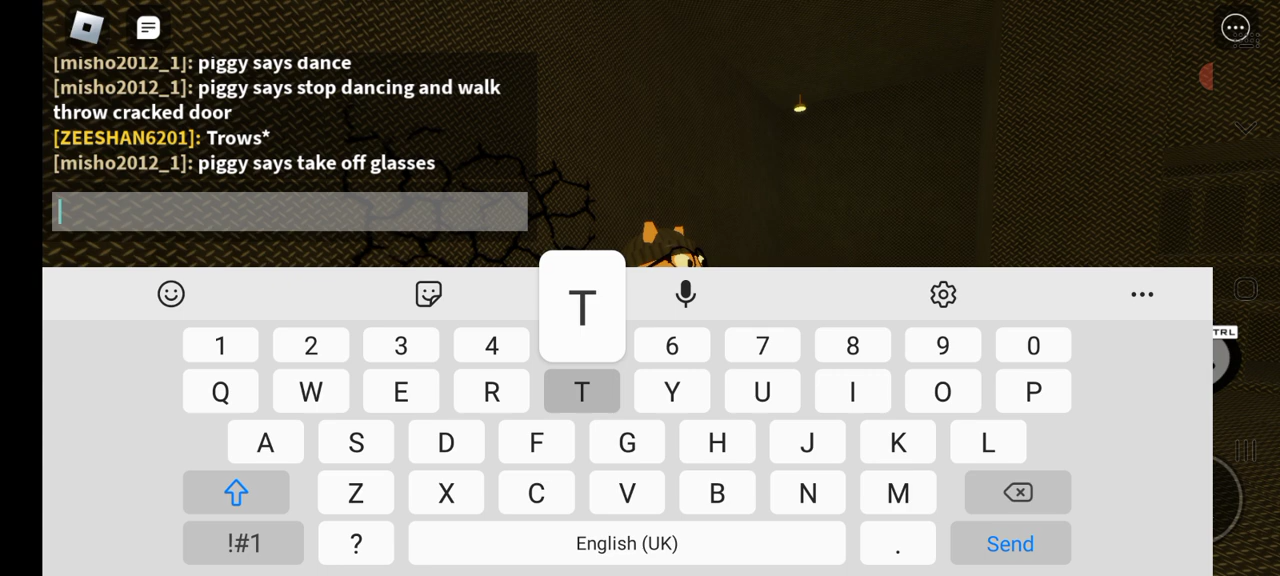 [misho2012_1]: piggy says dance
[misho2012_1]: piggy says stop dancing and walk
throw cracked door
[ZEESHAN6201]: Trows*
[misho2012_1]: piggy says take off glasses
T
1 2 3 4 6 7 8 9 0
Q W E R T Y U I O P
A S D F G H J K L
Z X C V B N M
!#1 ? English (UK) . Send
TRL